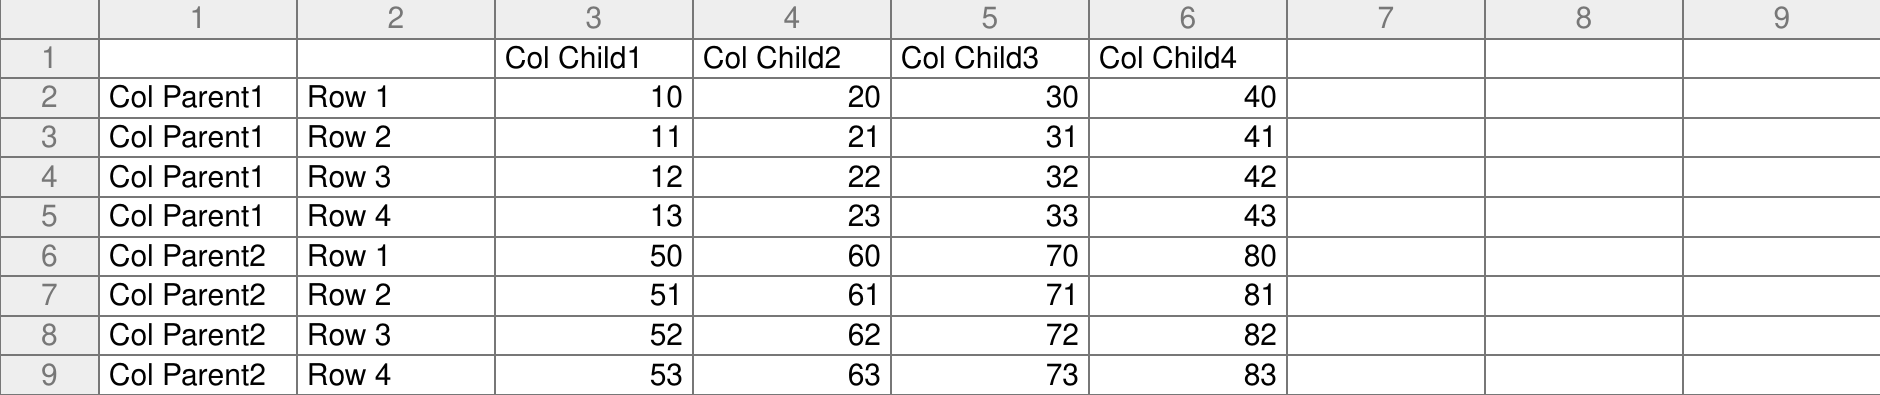 1 2 3 4 5 6 7 8 9
1 Col Child1 Col Child2 Col Child3 Col Child4
2 Col Parent1 Row 1 10 20 30 40
3 Col Parent1 Row 2 11 21 31 41
4 Col Parent1 Row 3 12 22 32 42
5 Col Parent1 Row 4 13 23 33 43
6 Col Parent2 Row 1 50 60 70 80
7 Col Parent2 Row 2 51 61 71 81
8 Col Parent2 Row 3 52 62 72 82
9 Col Parent2 Row 4 53 63 73 83